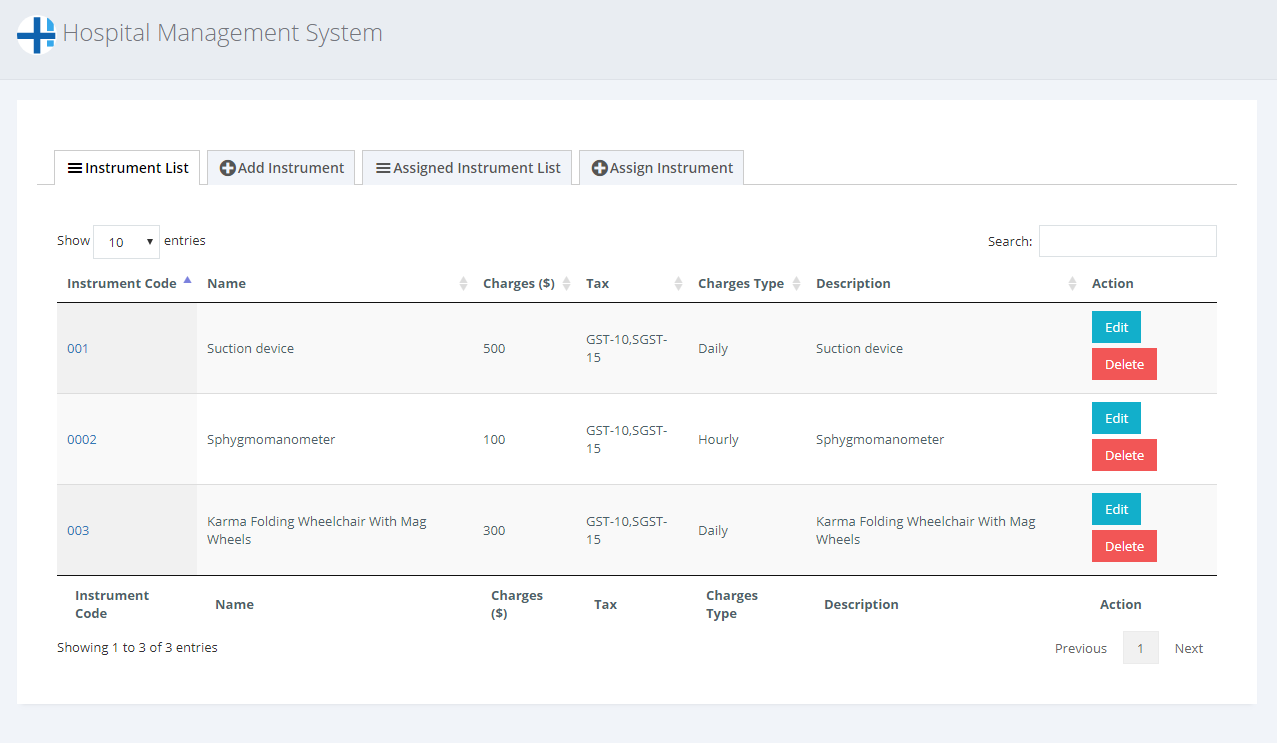 Hospital Management System
Instrument List Add Instrument Assigned Instrument List Assign Instrument
Show 10 entries Search:
Instrument Code Name Charges ($) Tax Charges Type Description Action
001 Suction device 500 GST-10,SGST-15 Daily Suction device Edit Delete
0002 Sphygmomanometer 100 GST-10,SGST-15 Hourly Sphygmomanometer Edit Delete
003 Karma Folding Wheelchair With Mag Wheels 300 GST-10,SGST-15 Daily Karma Folding Wheelchair With Mag Wheels Edit Delete
Instrument Code Name Charges ($) Tax Charges Type Description Action
Showing 1 to 3 of 3 entries Previous 1 Next